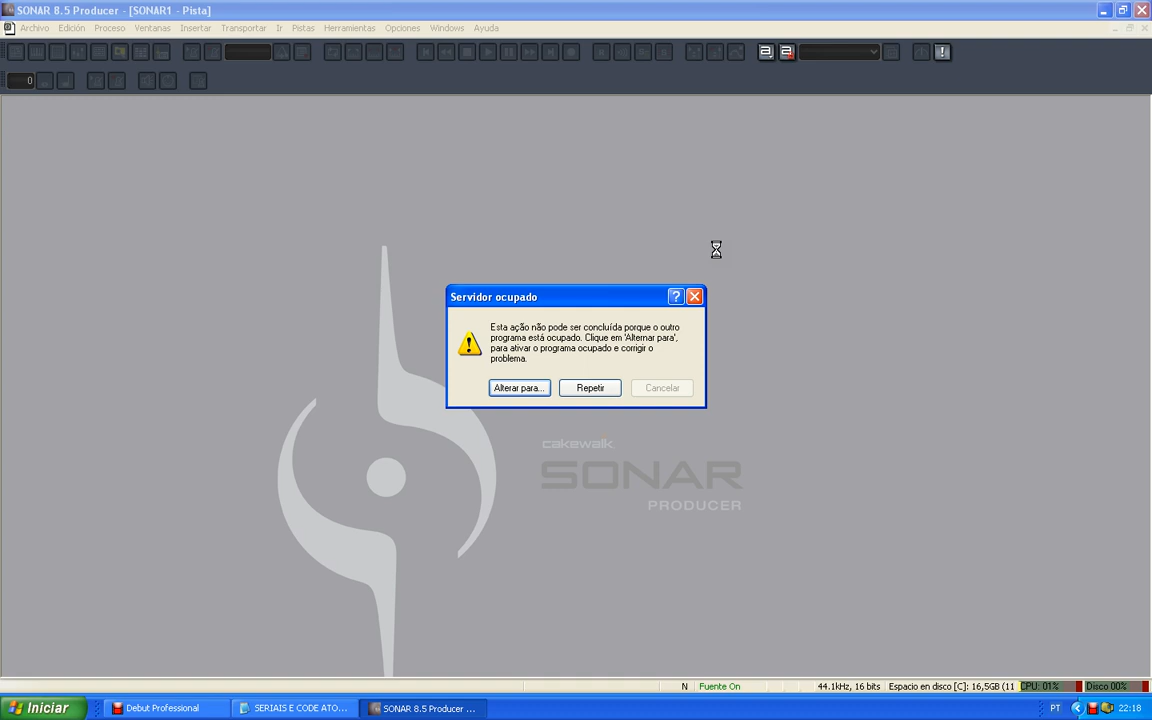 SONAR 8.5 Producer - [SONAR1 - Pista]
Archivo Edición Proceso Ventanas Insertar Transportar Ir Pistas Herramientas Opciones Windows Ayuda
0
Servidor ocupado
Esta ação não pode ser concluída porque o outro
programa está ocupado. Clique em 'Alternar para',
para ativar o programa ocupado e corrigir o
problema.
Alterar para... Repetir Cancelar
cakewalk
SONAR
PRODUCER
N Fuente On 44.1kHz, 16 bits Espacio en disco [C]: 16,5GB (11 CPU: 01% Disco 00%
Iniciar Debut Professional SERIAIS E CODE ATO... SONAR 8.5 Producer ... PT 22:18